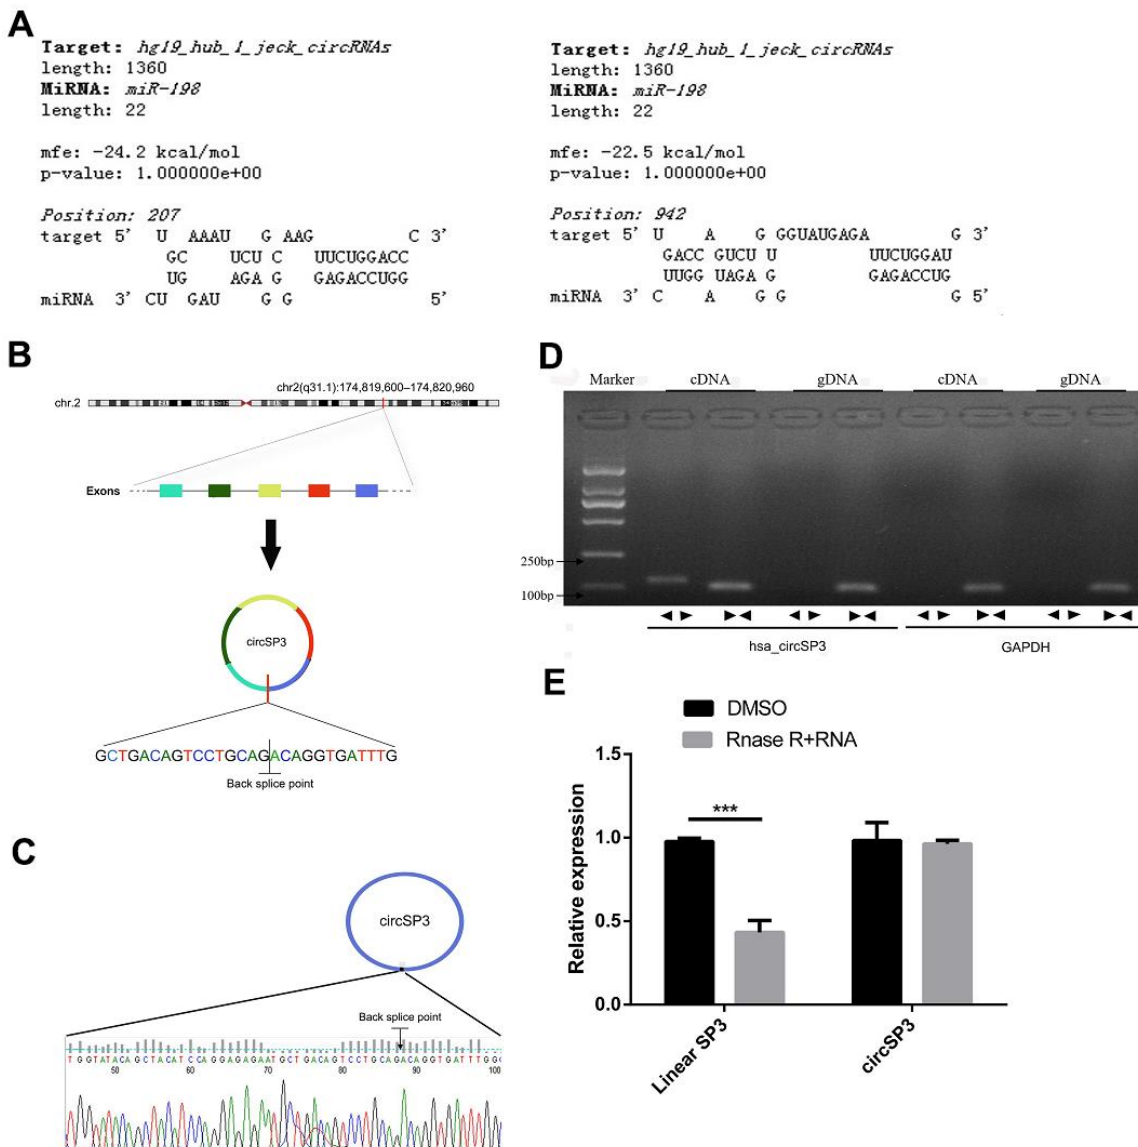 A
Target: hg19_hub_1_jeck_circRNAs
length: 1360
MiRNA: miR-198
length: 22
mfe: -24.2 kcal/mol
p-value: 1.000000e+00
Position: 207
target 5' U AAAU G AAG C 3'
GC UCU C UUCUGGACC
UG AGA G GAGACCUGG
miRNA 3' CU GAU G G 5'
Target: hg19_hub_1_jeck_circRNAs
length: 1360
MiRNA: miR-198
length: 22
mfe: -22.5 kcal/mol
p-value: 1.000000e+00
Position: 942
target 5' U A G GGUAUGAGA G 3'
GACC GUCU U UUCUGGAU
UUGG UAGA G GAGACCUG
miRNA 3' C A G G G 5'
B
chr2(q31.1):174,819,600–174,820,960
chr.2
Exons
circSP3
GCTGACAGTCCTGCAGACAGGTGATTTG
Back splice point
C
circSP3
Back splice point
TGGTATACAGCTACATCCAGGAGAGAATGCTGACAGTCCTGCAGACAGGTGATTTGG
50 60 70 80 90 100
D
Marker cDNA gDNA cDNA gDNA
250bp
100bp
hsa_circSP3 GAPDH
E
DMSO
Rnase R+RNA
Relative expression
1.5
1.0
0.5
0.0
***
Linear SP3
circSP3